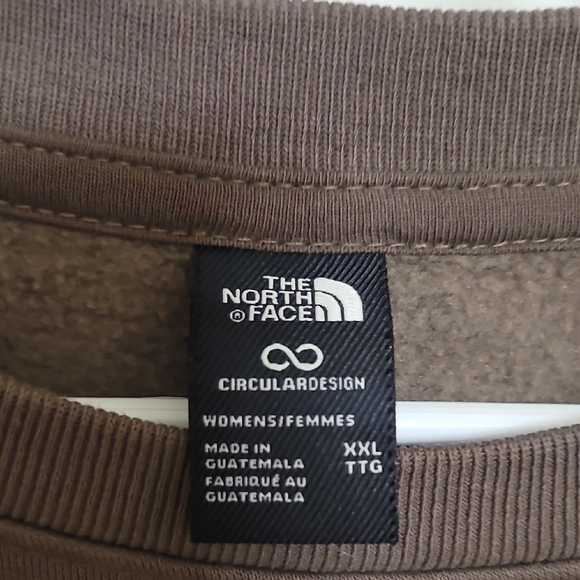 THE
NORTH
® FACE
CIRCULARDESIGN
WOMENS/FEMMES
MADE IN XXL
GUATEMALA TTG
FABRIQUÉ AU
GUATEMALA